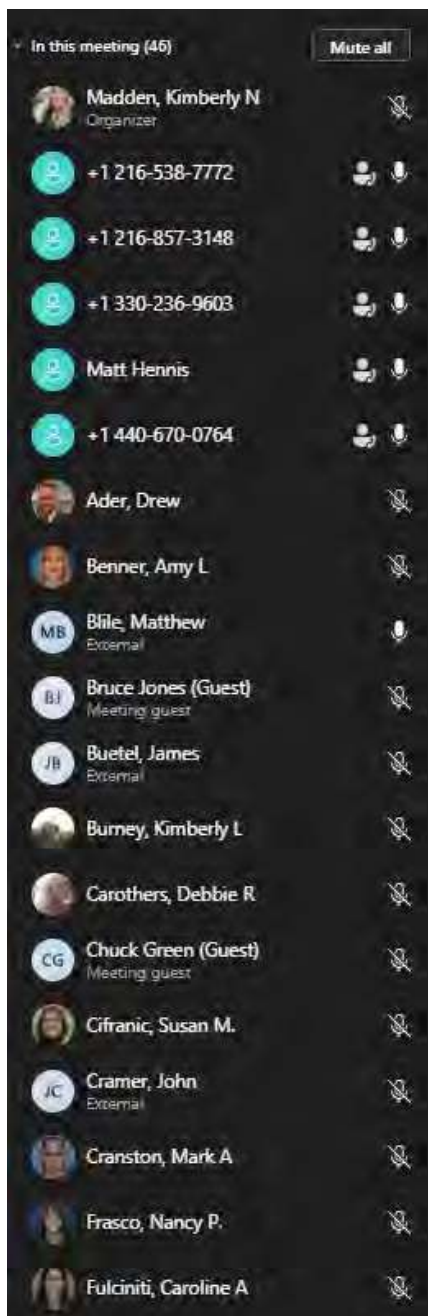 In this meeting (46)
Mute all
Madden, Kimberly N
Organizer
+1 216-538-7772
+1 216-857-3148
+1 330-236-9603
Matt Hennis
+1 440-670-0764
Ader, Drew
Benner, Amy L
MB
Blile, Matthew
External
BJ
Bruce Jones (Guest)
Meeting guest
JB
Buetel, James
External
Burney, Kimberly L
Carothers, Debbie R
CG
Chuck Green (Guest)
Meeting guest
Cifranic, Susan M.
JC
Cramer, John
External
Cranston, Mark A
Frasco, Nancy P.
Fulciniti, Caroline A